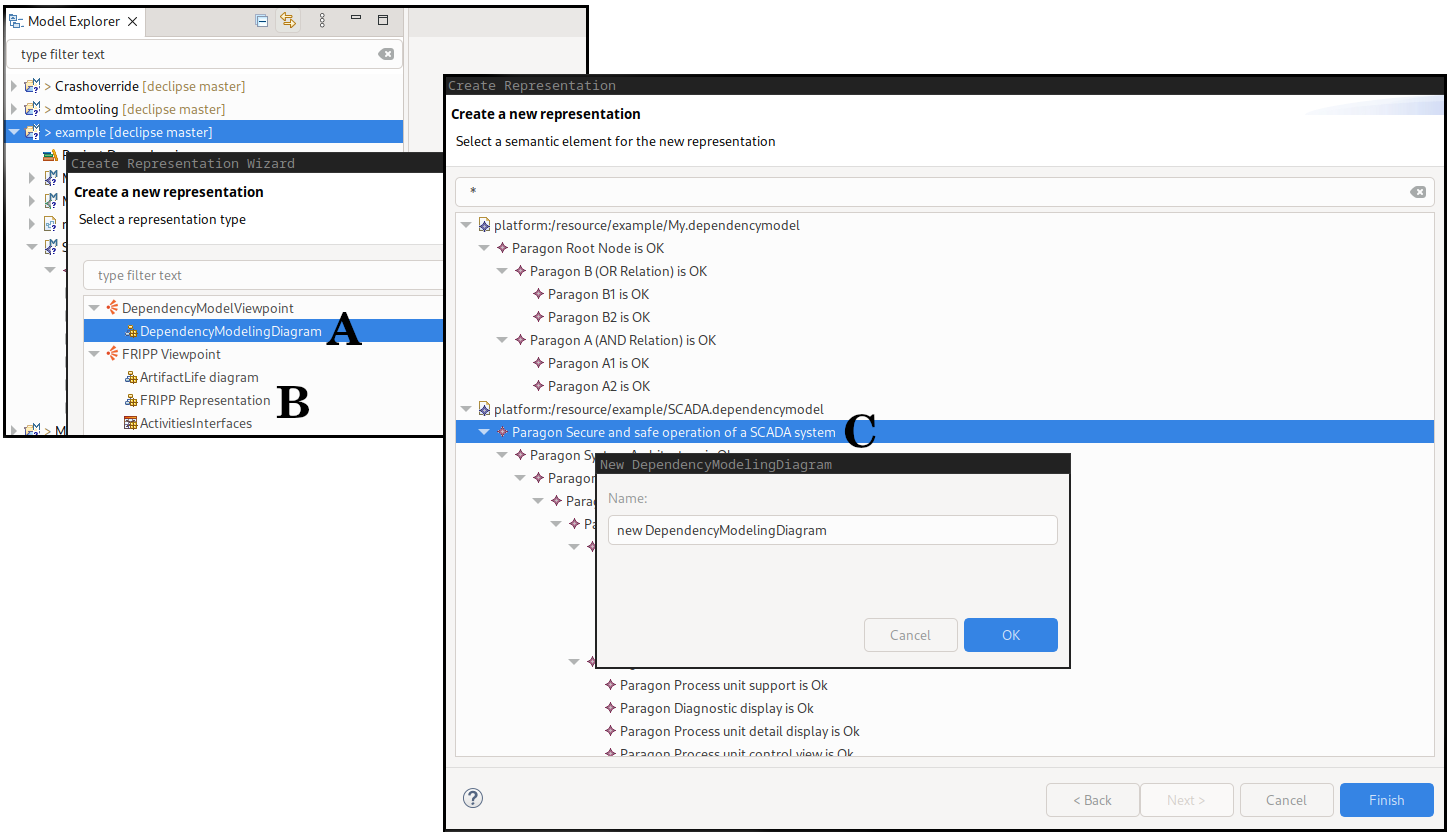 Model Explorer
type filter text
> Crashoverride [declipse master]
> dmtooling [declipse master]
> example [declipse master]
Create Representation Wizard
Create a new representation
Select a representation type
type filter text
DependencyModelViewpoint
DependencyModelingDiagram A
FRIPP Viewpoint
ArtifactLife diagram
FRIPP Representation B
ActivitiesInterfaces
> M
Create Representation
Create a new representation
Select a semantic element for the new representation
*
platform:/resource/example/My.dependencymodel
Paragon Root Node is OK
Paragon B (OR Relation) is OK
Paragon B1 is OK
Paragon B2 is OK
Paragon A (AND Relation) is OK
Paragon A1 is OK
Paragon A2 is OK
platform:/resource/example/SCADA.dependencymodel
Paragon Secure and safe operation of a SCADA system C
Paragon
Paragon
New DependencyModelingDiagram
Name:
new DependencyModelingDiagram
Cancel OK
Paragon Process unit support is Ok
Paragon Diagnostic display is Ok
Paragon Process unit detail display is Ok
Paragon Process unit control view is Ok
? < Back Next > Cancel Finish